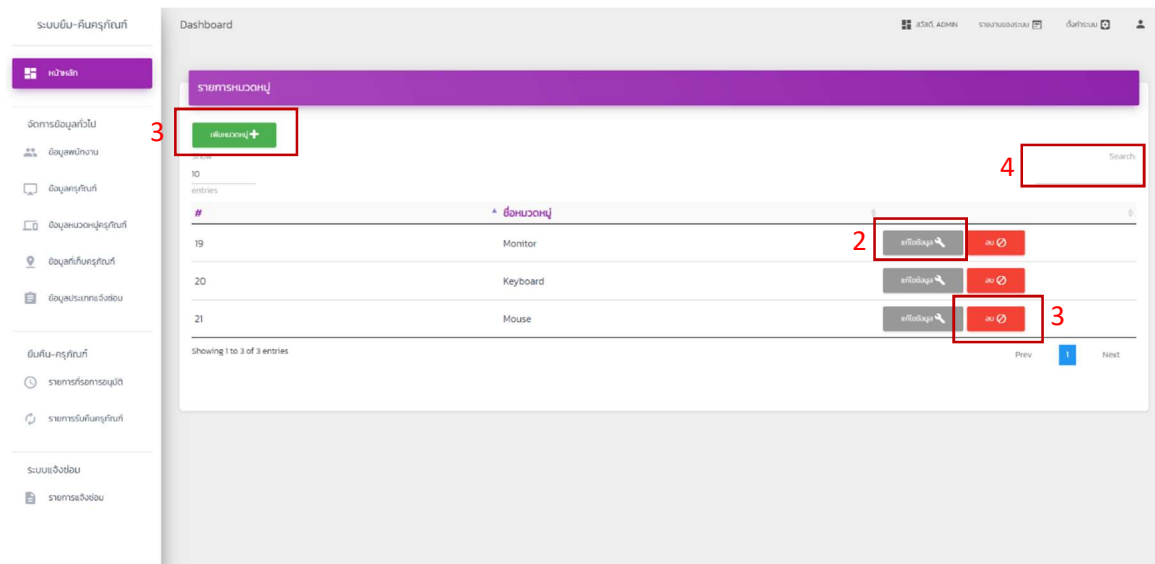 ระบบยืม-คืนครุภัณฑ์
Dashboard
สวัสดี, ADMIN
รายงานของระบบ
ตั้งค่าระบบ
หน้าหลัก
จัดการข้อมูลทั่วไป
ข้อมูลพนักงาน
ข้อมูลครุภัณฑ์
ข้อมูลหมวดหมู่ครุภัณฑ์
ข้อมูลที่เก็บครุภัณฑ์
ข้อมูลประเภทแจ้งซ่อม
ยืมคืน-ครุภัณฑ์
รายการที่รอการอนุมัติ
รายการรับคืนครุภัณฑ์
ระบบแจ้งซ่อม
รายการแจ้งซ่อม
รายการหมวดหมู่
3 เพิ่มหมวดหมู่
Show
10
entries
4 Search
# ชื่อหมวดหมู่
19 Monitor 2 แก้ไขข้อมูล ลบ
20 Keyboard แก้ไขข้อมูล ลบ
21 Mouse แก้ไขข้อมูล ลบ 3
Showing 1 to 3 of 3 entries
Prev 1 Next